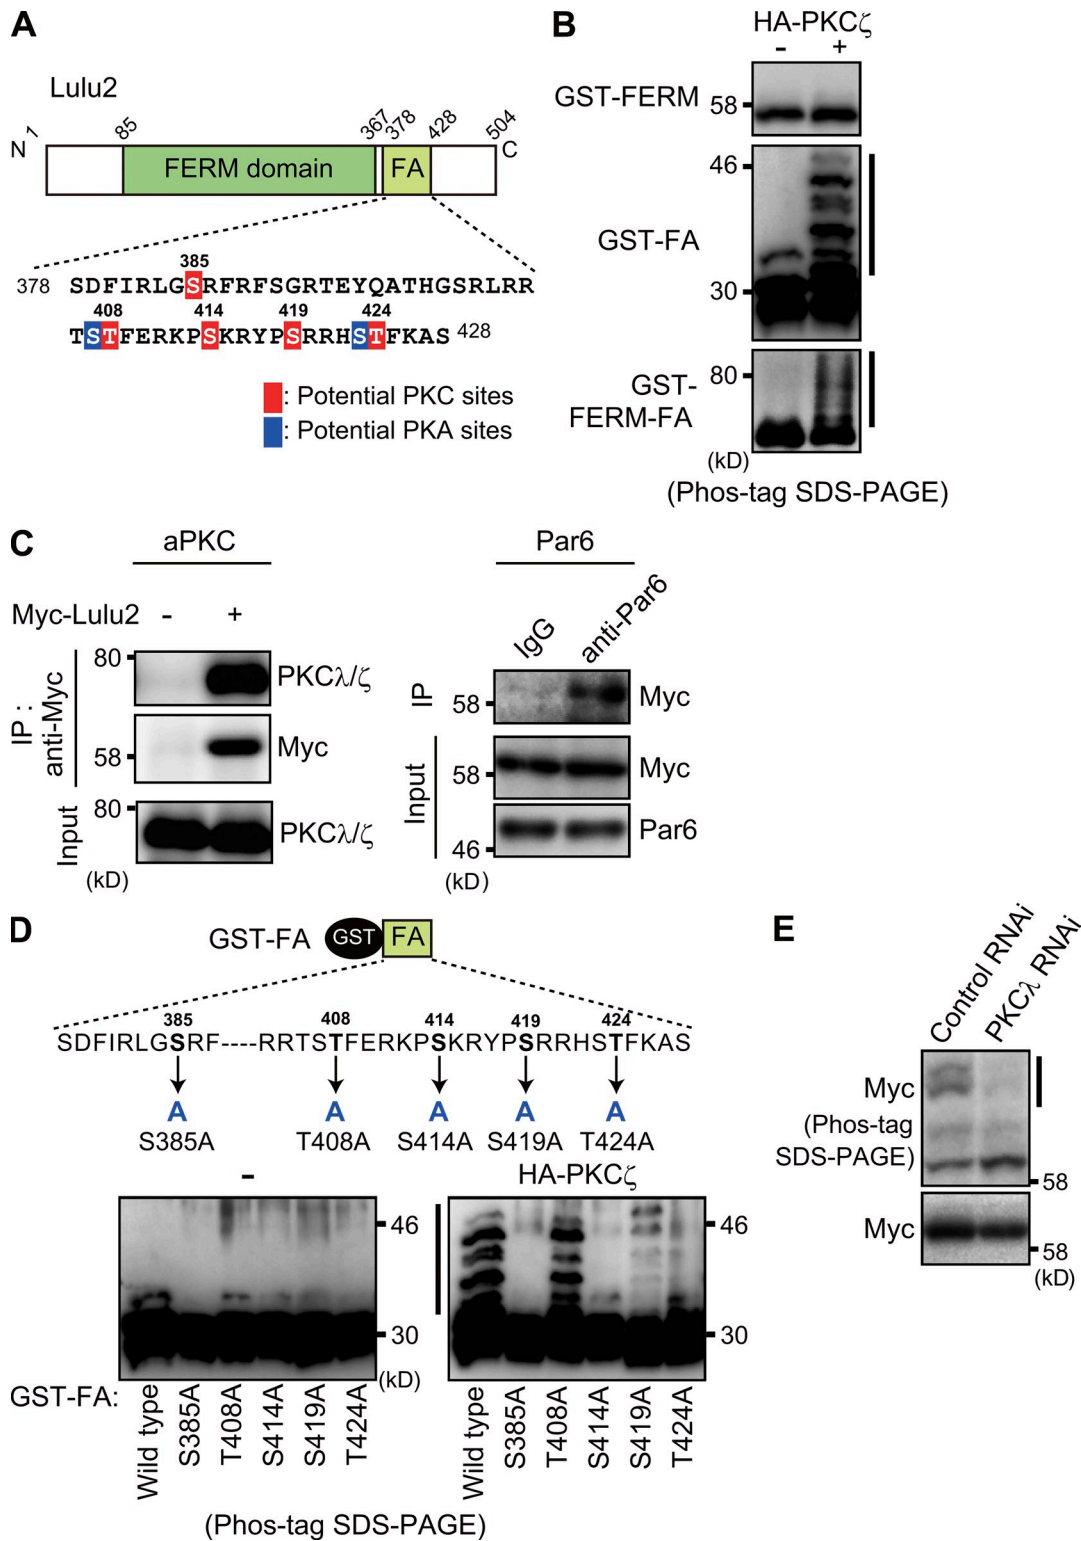 A
Lulu2
N 1 85 367 378 428 504 C
FERM domain FA
385
378 SDFIRLGSRFRFSGRTEYQATHGSRLRR
408 414 419 424
TSTFERKPSKRYPSRRHSTFKAS 428
: Potential PKC sites
: Potential PKA sites
B
HA-PKCζ
- +
GST-FERM 58
46
GST-FA
30
80
GST-
FERM-FA
(kD)
(Phos-tag SDS-PAGE)
C
aPKC
Myc-Lulu2 - +
IP :
anti-Myc
80 PKCλ/ζ
58 Myc
Input
80 PKCλ/ζ
(kD)
Par6
IgG anti-Par6
IP
58 Myc
Input
58 Myc
46 Par6
(kD)
D
GST-FA GST FA
385 408 414 419 424
SDFIRLGSRF----RRTSTFERKPSKRYPSRRHSTFKAS
A A A A A
S385A T408A S414A S419A T424A
- HA-PKCζ
46 46
30 30
(kD)
GST-FA: Wild type S385A T408A S414A S419A T424A Wild type S385A T408A S414A S419A T424A
(Phos-tag SDS-PAGE)
E
Control RNAi PKCλ RNAi
Myc
(Phos-tag
SDS-PAGE)
58
Myc
58
(kD)